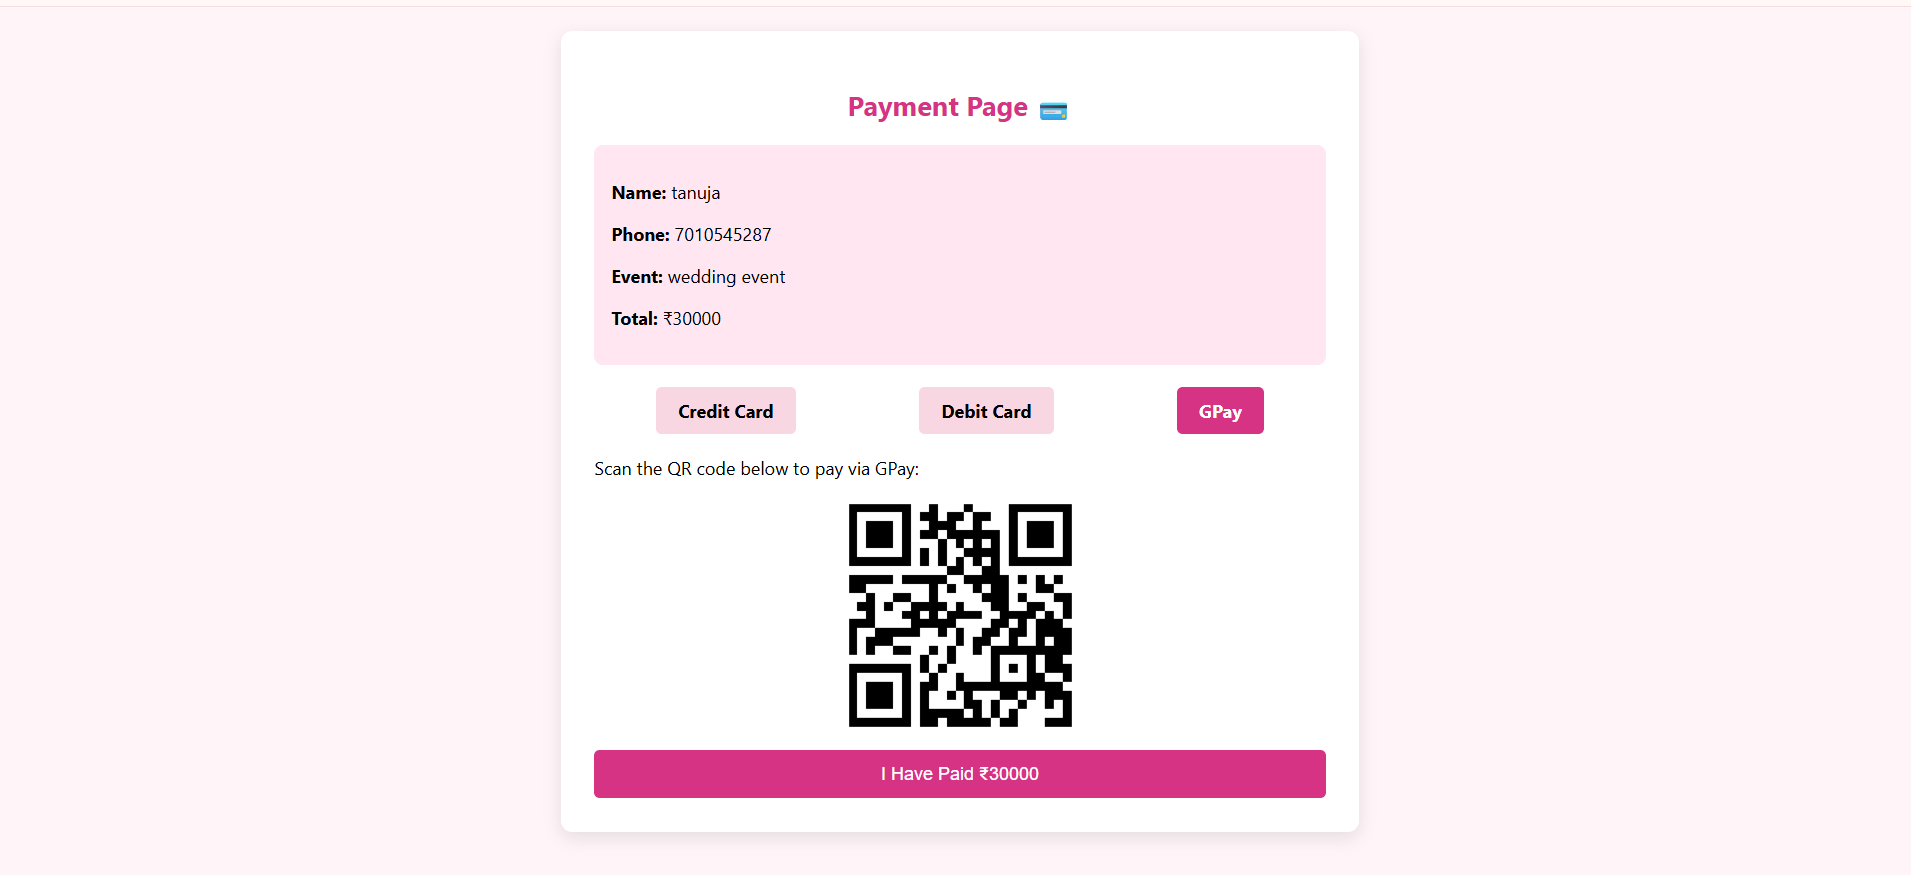 Payment Page
Name: tanuja
Phone: 7010545287
Event: wedding event
Total: ₹30000
Credit Card
Debit Card
GPay
Scan the QR code below to pay via GPay:
I Have Paid ₹30000